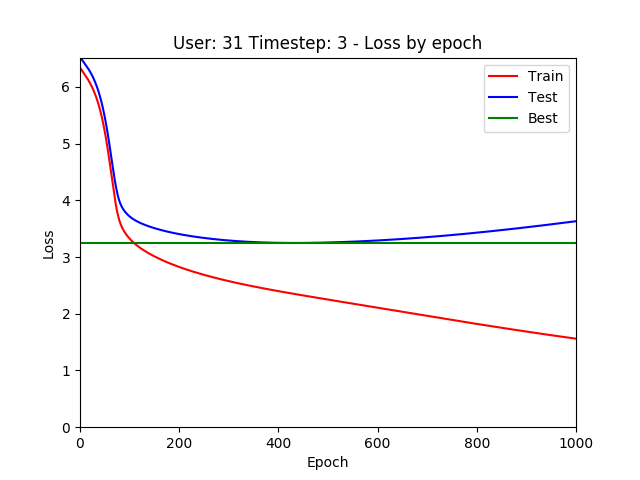 User: 31 Timestep: 3 - Loss by epoch
Train
Test
Best
6
5
4
3
2
1
0
Loss
0 200 400 600 800 1000
Epoch